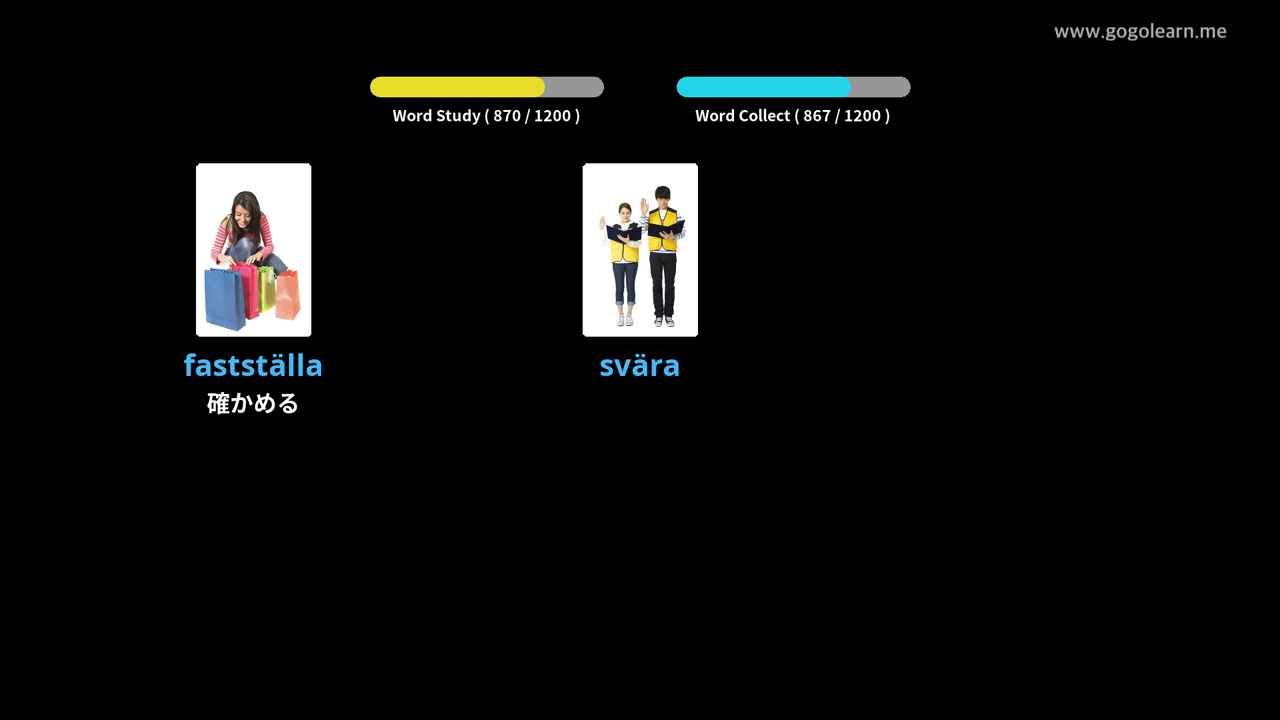 www.gogolearn.me
Word Study ( 870 / 1200 )
Word Collect ( 867 / 1200 )
fastställa
確かめる
svära